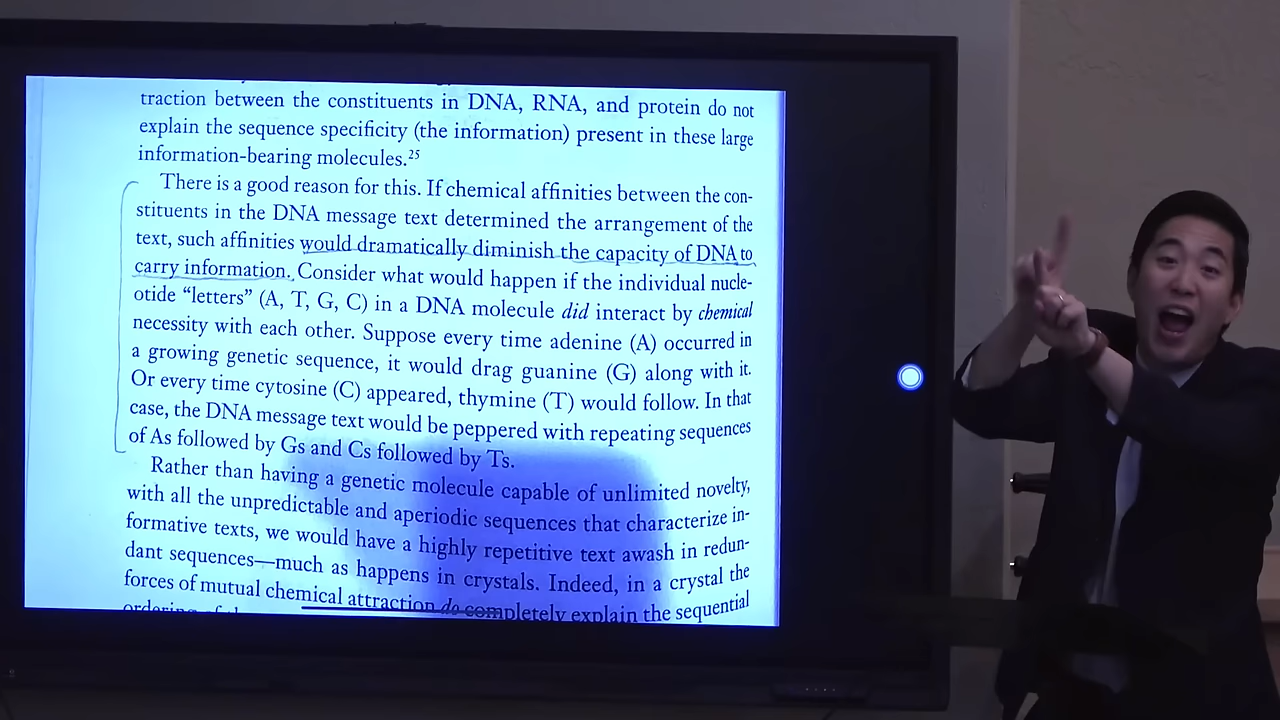 traction between the constituents in DNA, RNA, and protein do not
explain the sequence specificity (the information) present in these large
information-bearing molecules.25
There is a good reason for this. If chemical affinities between the con-
stituents in the DNA message text determined the arrangement of the
text, such affinities would dramatically diminish the capacity of DNA to
carry information. Consider what would happen if the individual nucle-
otide “letters” (A, T, G, C) in a DNA molecule did interact by chemical
necessity with each other. Suppose every time adenine (A) occurred in
a growing genetic sequence, it would drag guanine (G) along with it.
Or every time cytosine (C) appeared, thymine (T) would follow. In that
case, the DNA message text would be peppered with repeating sequences
of As followed by Gs and Cs followed by Ts.
Rather than having a genetic molecule capable of unlimited novelty,
with all the unpredictable and aperiodic sequences that characterize in-
formative texts, we would have a highly repetitive text awash in redun-
dant sequences—much as happens in crystals. Indeed, in a crystal the
forces of mutual chemical attraction do completely explain the sequential
ordering of the